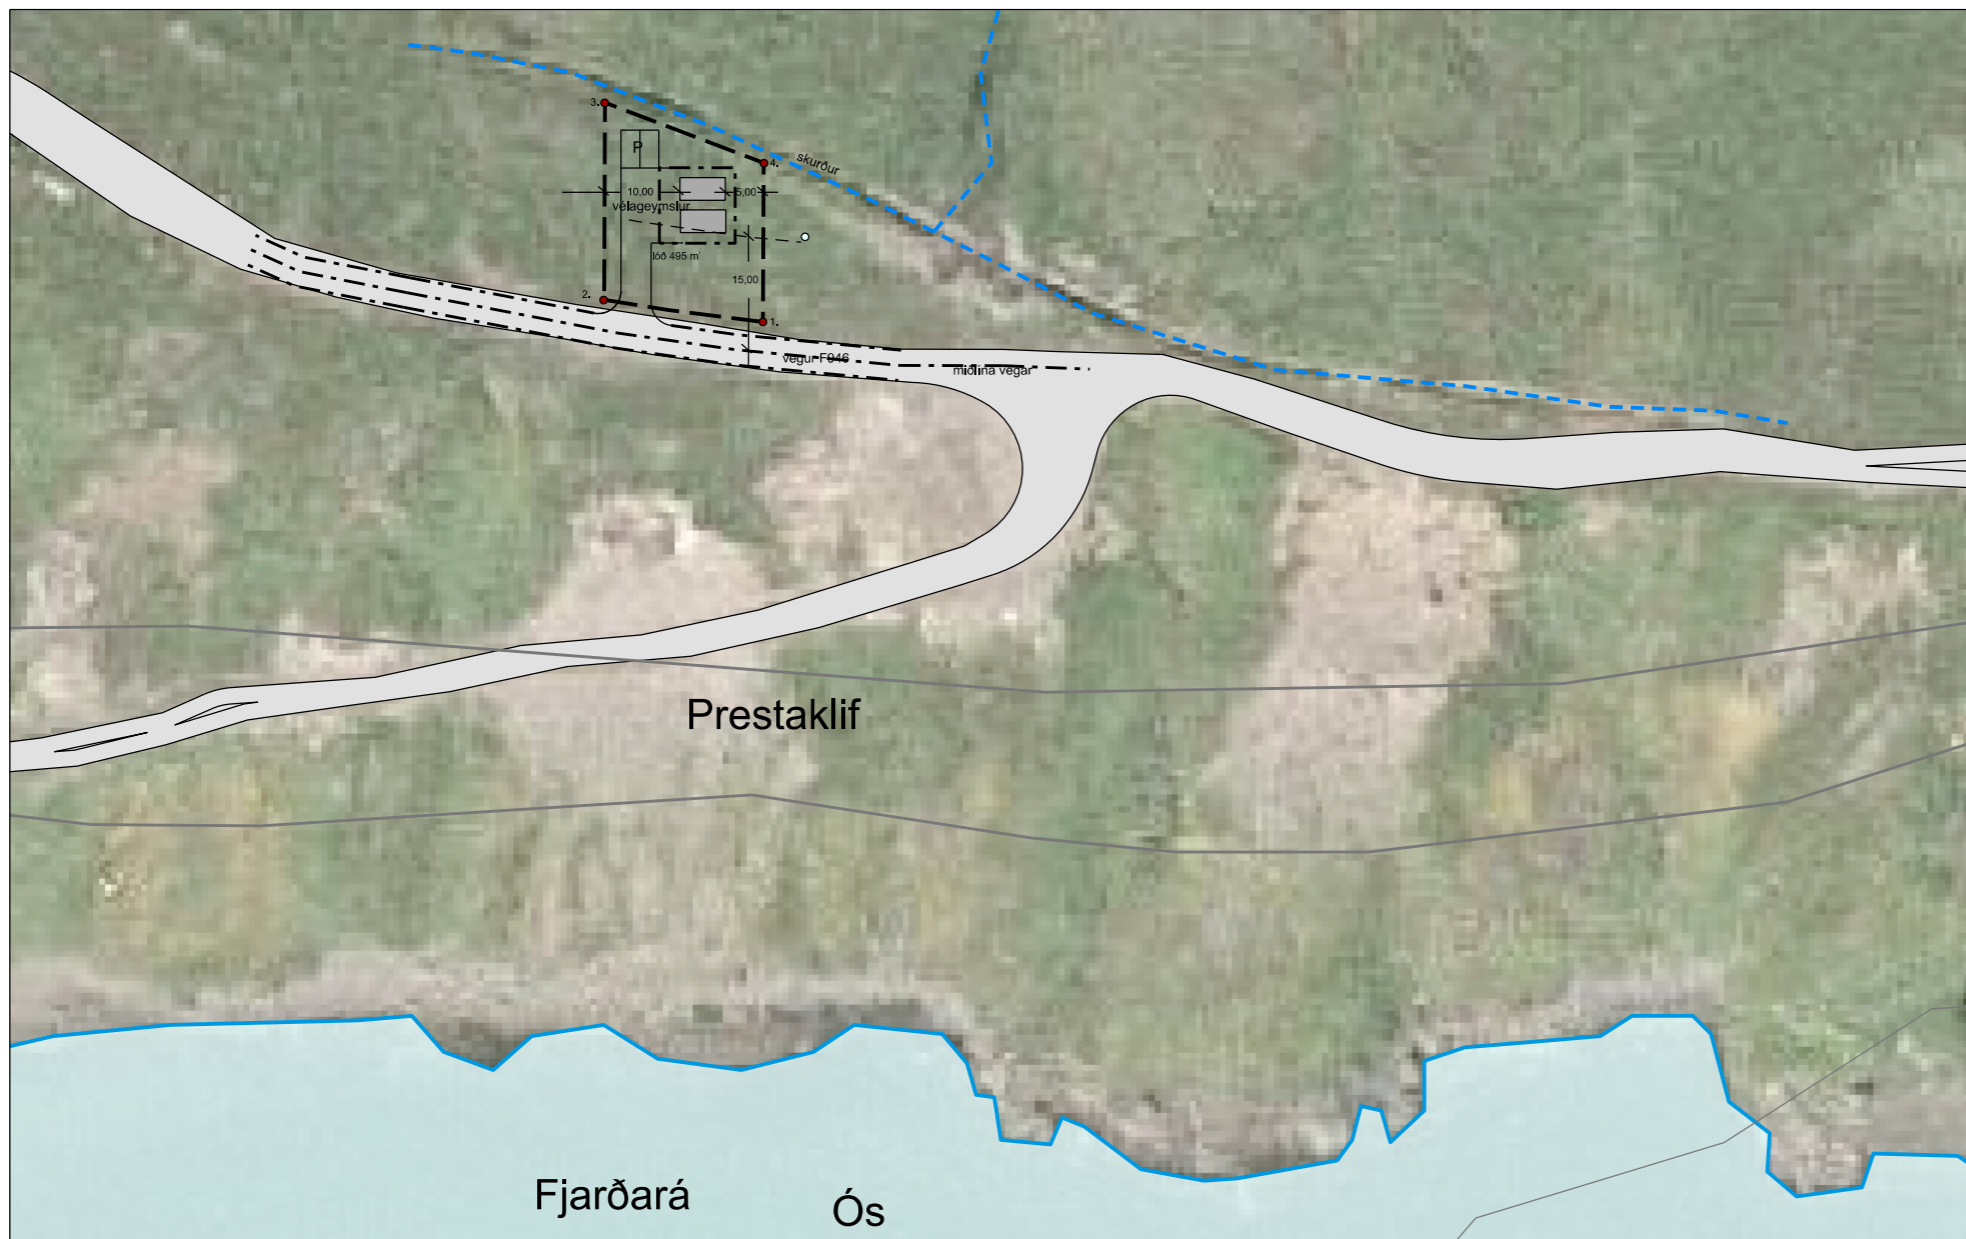 3.
P
4.
skurður
10,00
5,00
vélageymslur
lóð 495 m²
15,00
2.
1.
vegur F946
miðlína vegar
Prestaklif
Fjarðará
Ós